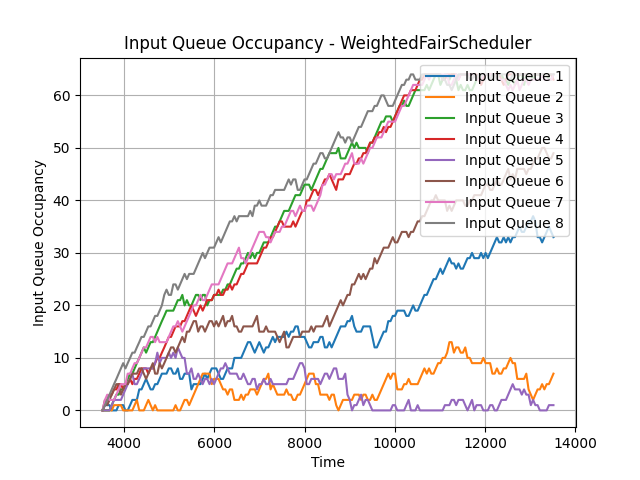 Input Queue Occupancy - WeightedFairScheduler
Input Queue Occupancy
60
50
40
30
20
10
0
Input Queue 1
Input Queue 2
Input Queue 3
Input Queue 4
Input Queue 5
Input Queue 6
Input Queue 7
Input Queue 8
4000 6000 8000 10000 12000 14000
Time